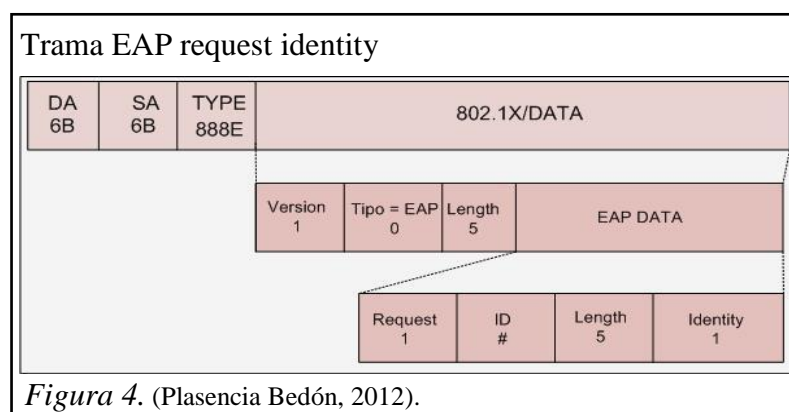 Trama EAP request identity
DA SA TYPE 802.1X/DATA
6B 6B 888E
Version Tipo = EAP Length EAP DATA
1 0 5
Request ID Length Identity
1 # 5 1
Figura 4. (Plasencia Bedón, 2012).